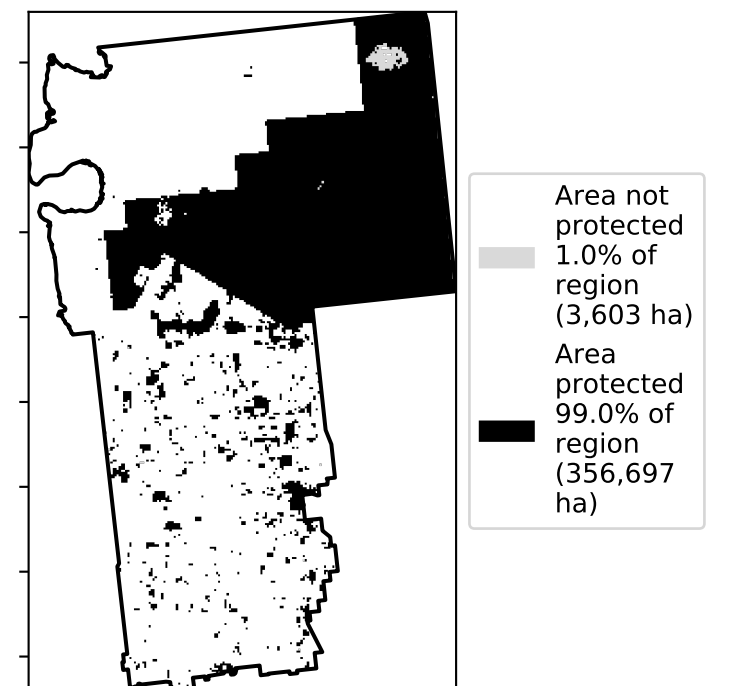 Area not
protected
1.0% of
region
(3,603 ha)
Area
protected
99.0% of
region
(356,697
ha)